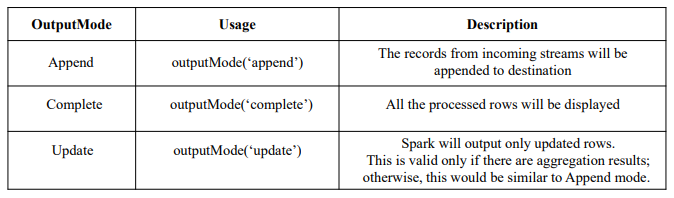 OutputMode Usage Description
Append outputMode(‘append’) The records from incoming streams will be
appended to destination
Complete outputMode(‘complete’) All the processed rows will be displayed
Update outputMode(‘update’) Spark will output only updated rows.
This is valid only if there are aggregation results;
otherwise, this would be similar to Append mode.